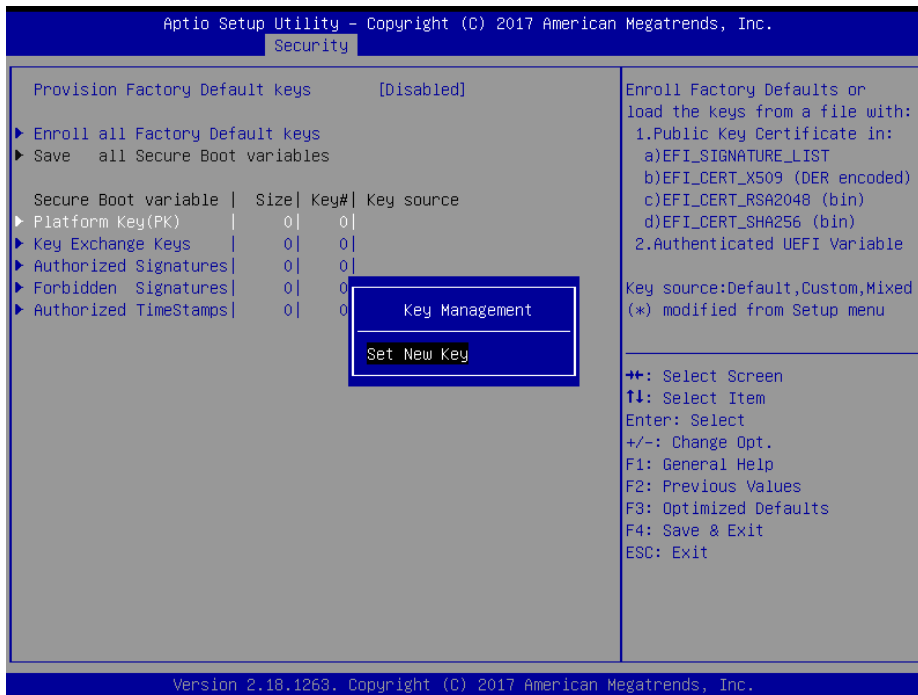 Aptio Setup Utility – Copyright (C) 2017 American Megatrends, Inc.
Security
Provision Factory Default keys [Disabled]
Enroll all Factory Default keys
Save all Secure Boot variables
Secure Boot variable | Size| Key#| Key source
Platform Key(PK) | 0| 0|
Key Exchange Keys | 0| 0|
Authorized Signatures| 0| 0|
Forbidden Signatures| 0| 0
Authorized TimeStamps| 0| 0
Key Management
Set New Key
Enroll Factory Defaults or
load the keys from a file with:
1.Public Key Certificate in:
a)EFI_SIGNATURE_LIST
b)EFI_CERT_X509 (DER encoded)
c)EFI_CERT_RSA2048 (bin)
d)EFI_CERT_SHA256 (bin)
2.Authenticated UEFI Variable
Key source:Default,Custom,Mixed
(*) modified from Setup menu
→←: Select Screen
↑↓: Select Item
Enter: Select
+/-: Change Opt.
F1: General Help
F2: Previous Values
F3: Optimized Defaults
F4: Save & Exit
ESC: Exit
Version 2.18.1263. Copyright (C) 2017 American Megatrends, Inc.